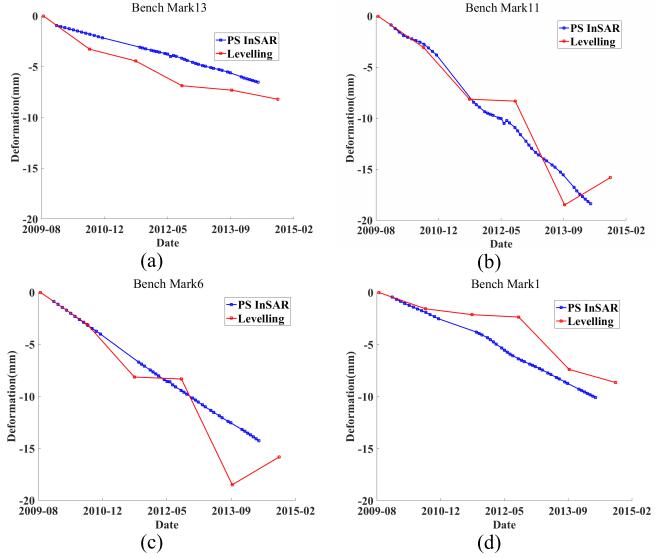 Bench Mark13
0
-5
-10
-15
-20
Deformation(mm)
PS InSAR
Levelling
2009-08 2010-12 2012-05 2013-09 2015-02
Date
(a)
Bench Mark11
0
-5
-10
-15
-20
Deformation(mm)
PS InSAR
Levelling
2009-08 2010-12 2012-05 2013-09 2015-02
Date
(b)
Bench Mark6
0
-5
-10
-15
-20
Deformation(mm)
PS InSAR
Levelling
2009-08 2010-12 2012-05 2013-09 2015-02
Date
(c)
Bench Mark1
0
-5
-10
-15
-20
Deformation(mm)
PS InSAR
Levelling
2009-08 2010-12 2012-05 2013-09 2015-02
Date
(d)